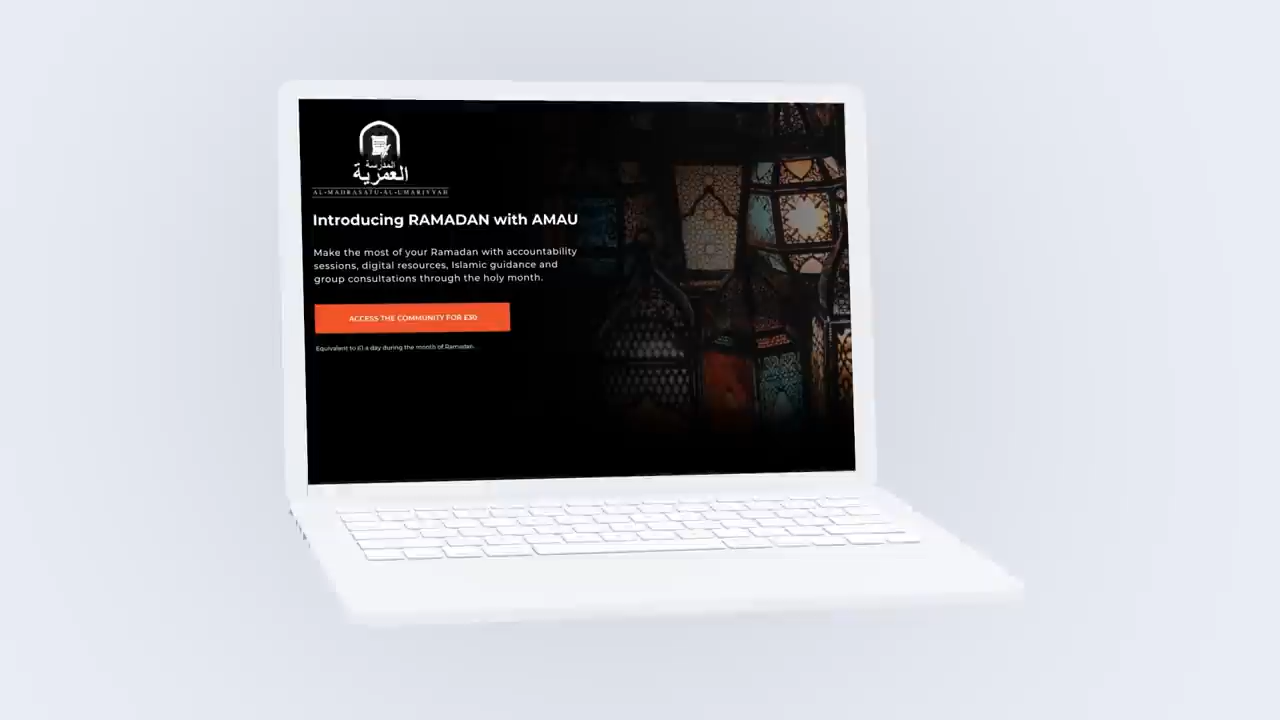 المدرسة
العمرية
AL-MADRASATU AL-UMARIYYAH
Introducing RAMADAN with AMAU
Make the most of your Ramadan with accountability
sessions, digital resources, Islamic guidance and
group consultations through the holy month.
ACCESS THE COMMUNITY FOR £30
Equivalent to £1 a day during the month of Ramadan.